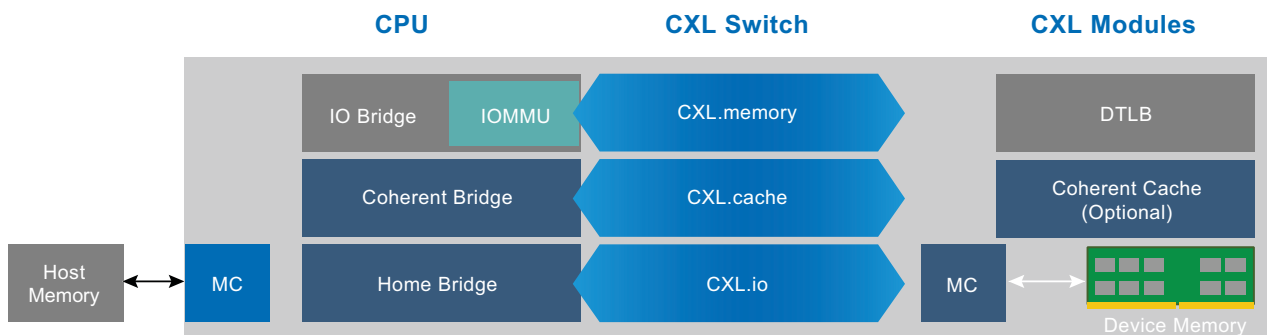 CPU
CXL Switch
CXL Modules
IO Bridge
IOMMU
CXL.memory
DTLB
Coherent Bridge
CXL.cache
Coherent Cache
(Optional)
Host
Memory
MC
Home Bridge
CXL.io
MC
Device Memory